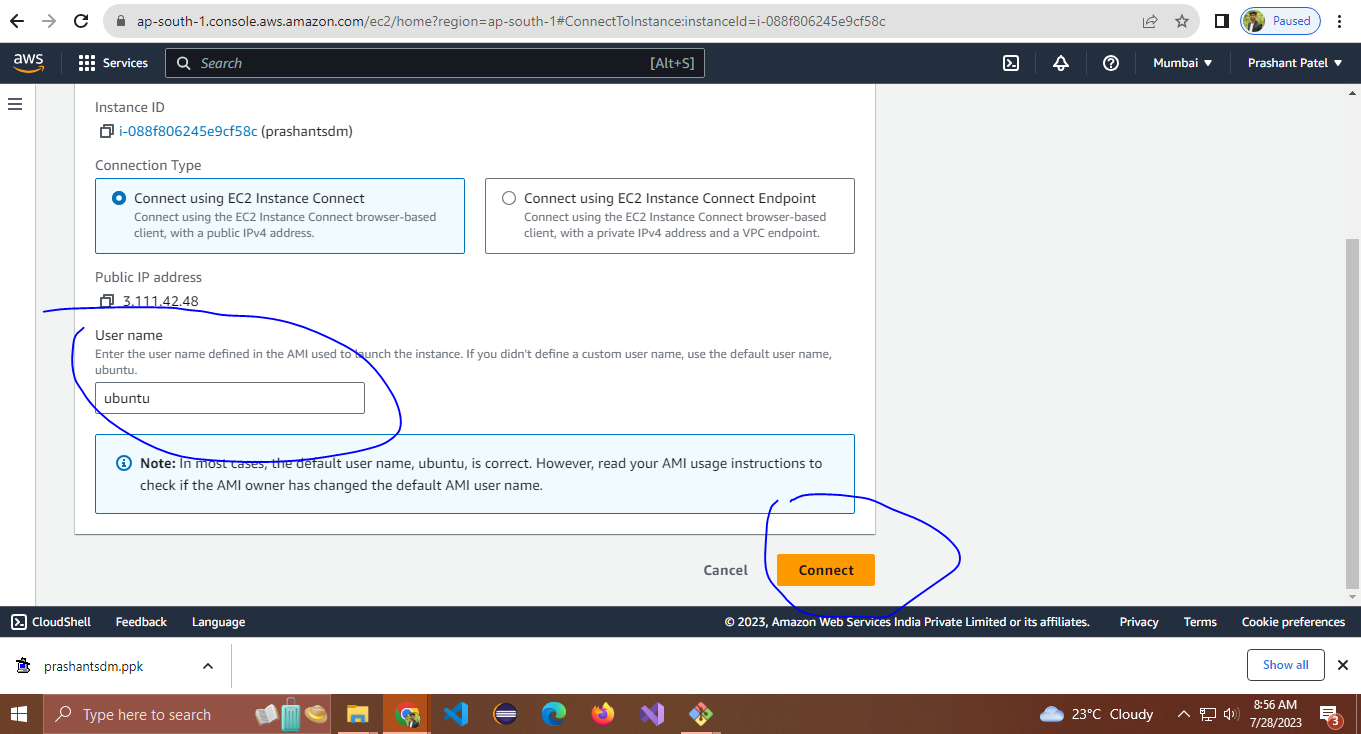 ap-south-1.console.aws.amazon.com/ec2/home?region=ap-south-1#ConnectToInstance:instanceId=i-088f806245e9cf58c
Paused
aws
Services
Search
[Alt+S]
Mumbai
Prashant Patel
Instance ID
i-088f806245e9cf58c (prashantsdm)
Connection Type
Connect using EC2 Instance Connect
Connect using the EC2 Instance Connect browser-based
client, with a public IPv4 address.
Connect using EC2 Instance Connect Endpoint
Connect using the EC2 Instance Connect browser-based
client, with a private IPv4 address and a VPC endpoint.
Public IP address
3.111.42.48
User name
Enter the user name defined in the AMI used to launch the instance. If you didn't define a custom user name, use the default user name,
ubuntu.
ubuntu
Note: In most cases, the default user name, ubuntu, is correct. However, read your AMI usage instructions to
check if the AMI owner has changed the default AMI user name.
Cancel
Connect
CloudShell
Feedback
Language
© 2023, Amazon Web Services India Private Limited or its affiliates.
Privacy
Terms
Cookie preferences
prashantsdm.ppk
Show all
Type here to search
23°C Cloudy
8:56 AM
7/28/2023
3